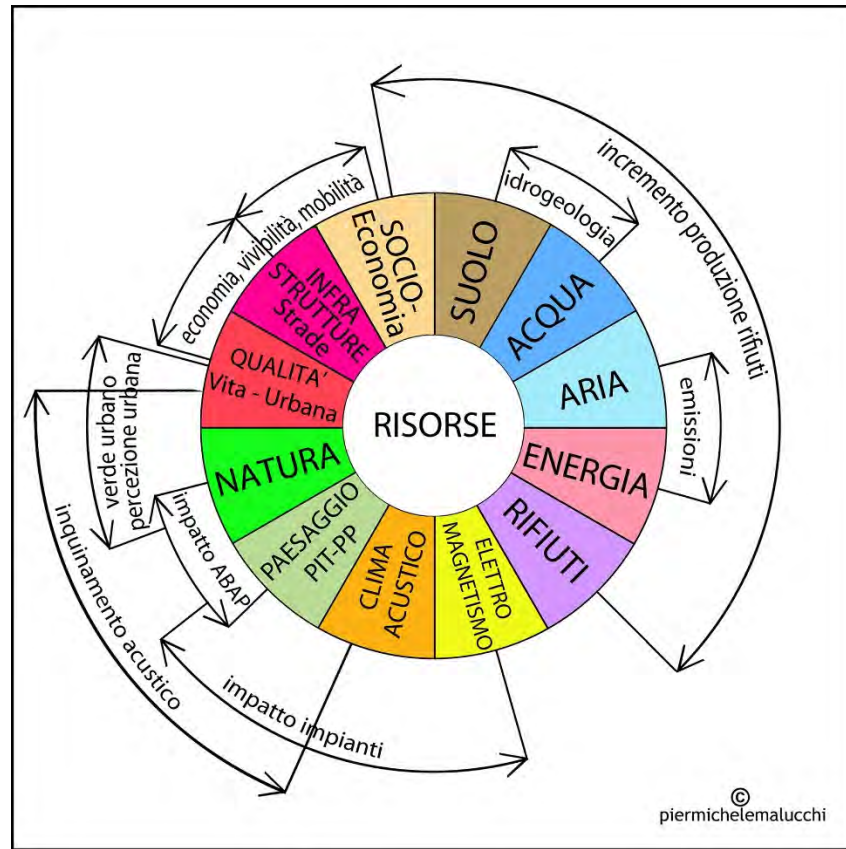 RISORSE
SOCIO-
Economia
SUOLO
ACQUA
ARIA
ENERGIA
RIFIUTI
ELETTRO
MAGNETISMO
CLIMA
ACUSTICO
PAESAGGIO
PIT-PP
NATURA
QUALITA'
Vita - Urbana
INFRA
STRUTTURE
Strade
incremento produzione rifiuti
idrogeologia
emissioni
impatto impianti
impatto ABAP
inquinamento acustico
verde urbano
percezione urbana
economia, vivibilità, mobilità
©
piermichelemalucchi